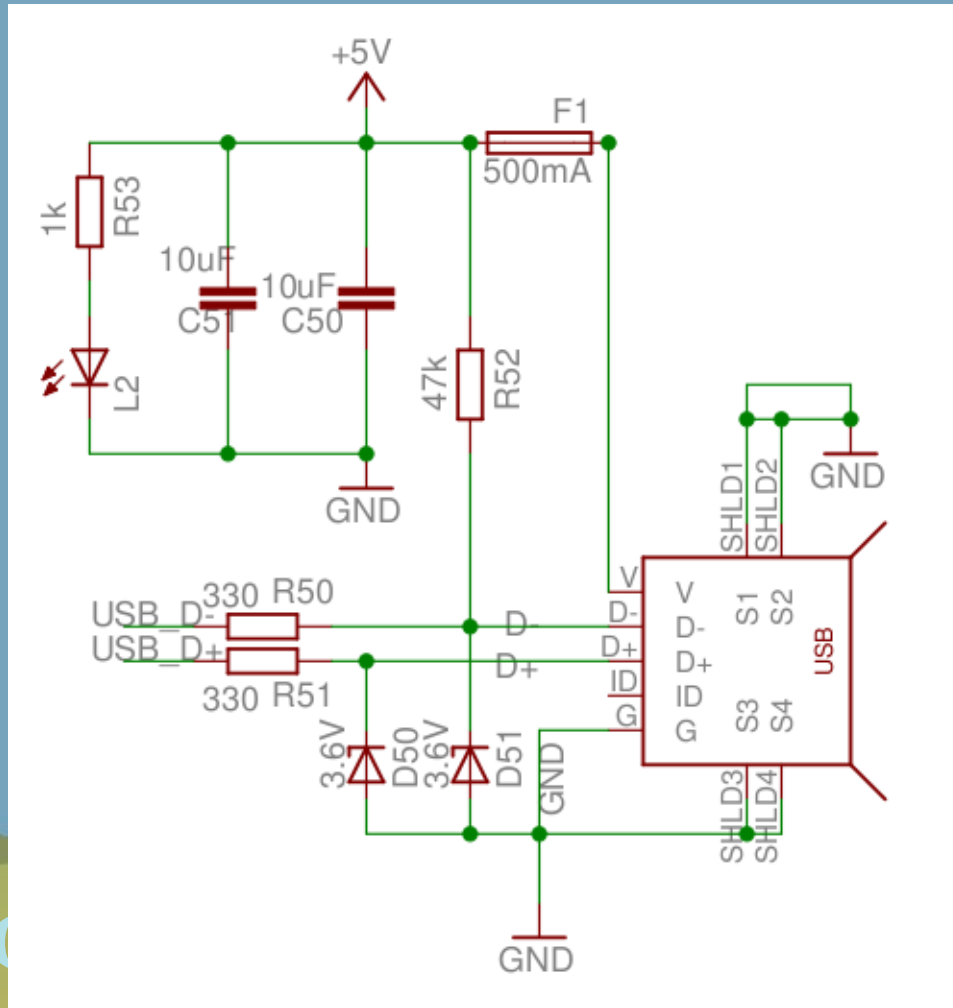 +5V
F1
500mA
1k
R53
10uF
C51
10uF
C50
L2
GND
47k
R52
SHLD1
SHLD2
GND
USB_D-
330
R50
D-
USB_D+
330
R51
D+
V
D-
D+
ID
G
V
D-
D+
ID
G
S1
S2
S3
S4
USB
3.6V
D50
3.6V
D51
GND
SHLD3
SHLD4
GND